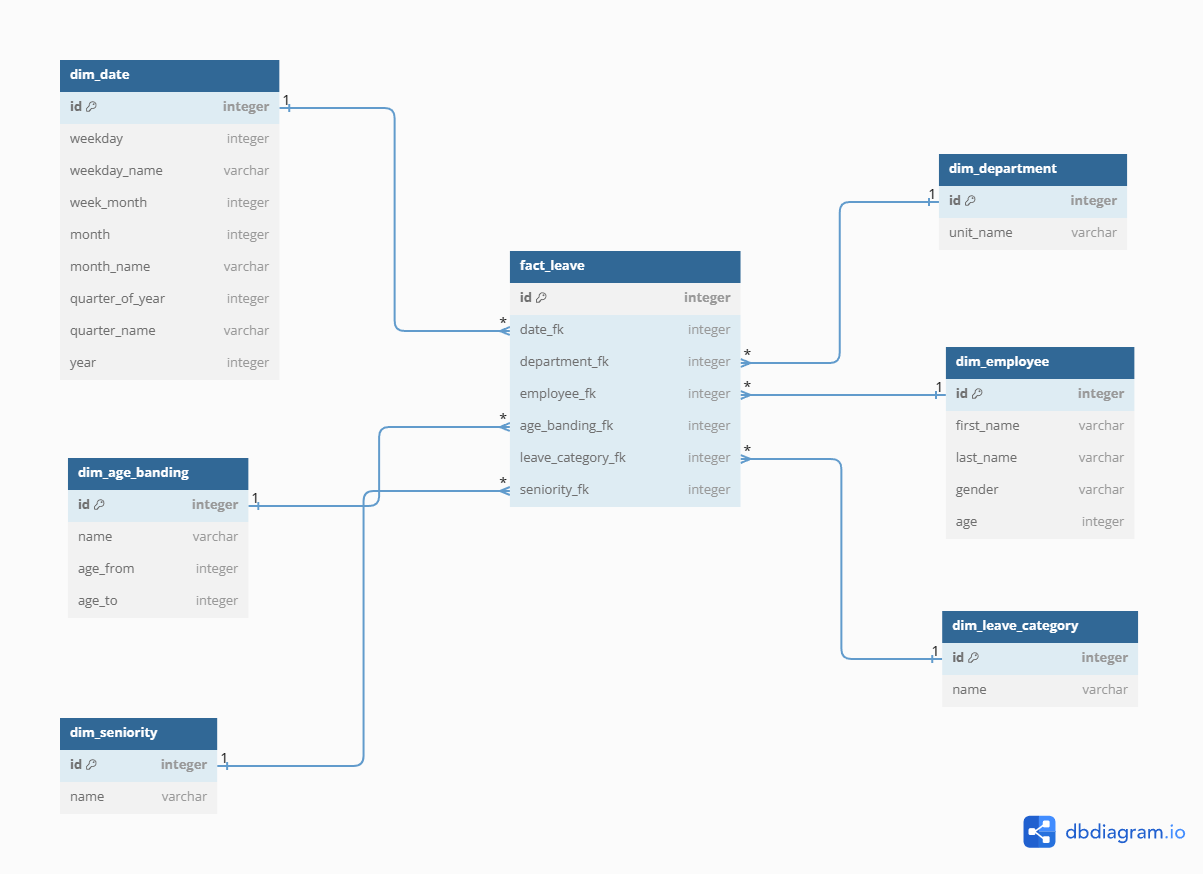 dim_date
id integer
weekday integer
weekday_name varchar
week_month integer
month integer
month_name varchar
quarter_of_year integer
quarter_name varchar
year integer
1
dim_age_banding
id integer
name varchar
age_from integer
age_to integer
1
dim_seniority
id integer
name varchar
1
fact_leave
id integer
* date_fk integer
department_fk integer *
employee_fk integer *
* age_banding_fk integer
leave_category_fk integer *
* seniority_fk integer
dim_department
1 id integer
unit_name varchar
dim_employee
1 id integer
first_name varchar
last_name varchar
gender varchar
age integer
dim_leave_category
1 id integer
name varchar
dbdiagram.io